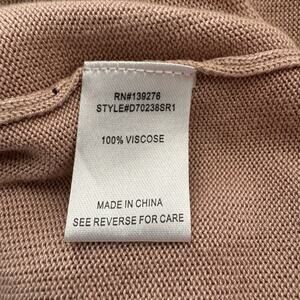 RN#139276
STYLE#D70238SR1
100% VISCOSE
MADE IN CHINA
SEE REVERSE FOR CARE